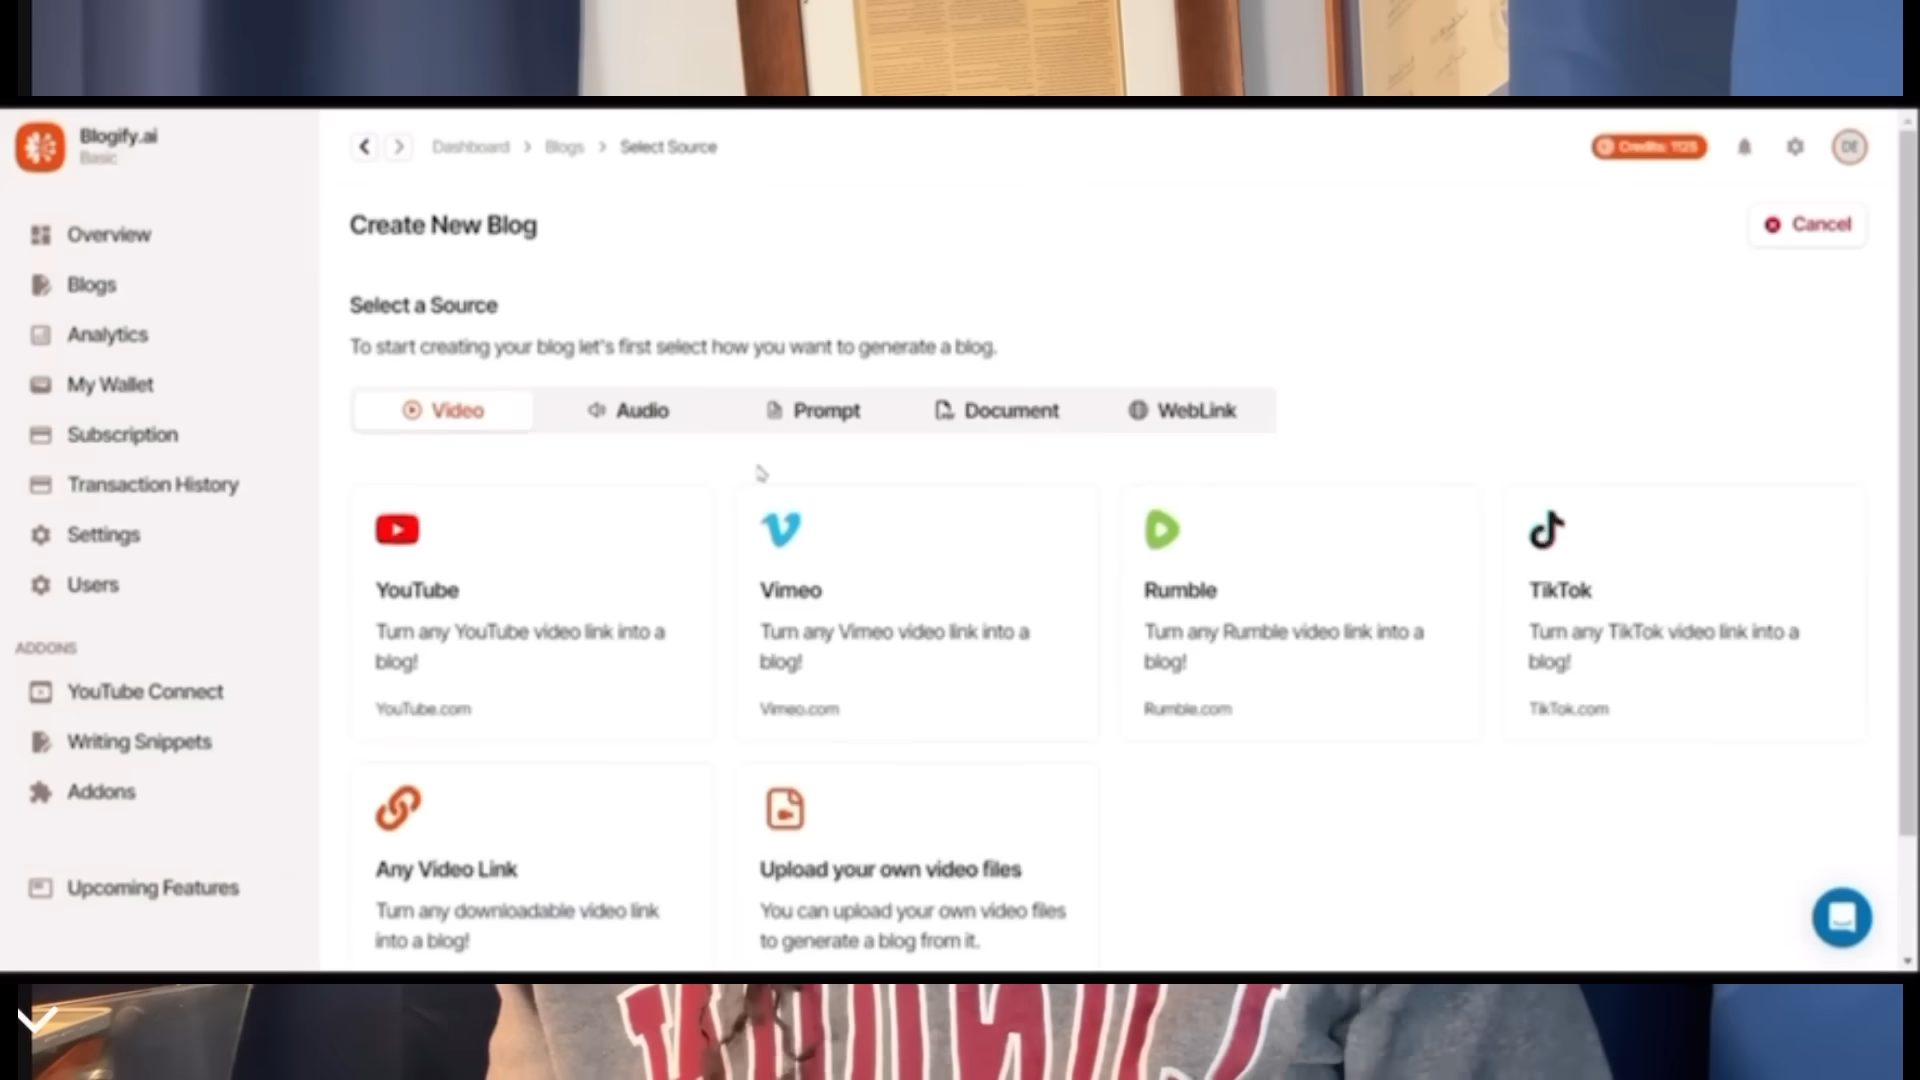 Blogify.ai
Basic
Dashboard > Blogs > Select Source
Credits: 1125
DE
Create New Blog
Cancel
Overview
Blogs
Analytics
My Wallet
Subscription
Transaction History
Settings
Users
ADDONS
YouTube Connect
Writing Snippets
Addons
Upcoming Features
Select a Source
To start creating your blog let's first select how you want to generate a blog.
Video
Audio
Prompt
Document
WebLink
YouTube
Turn any YouTube video link into a
blog!
YouTube.com
Vimeo
Turn any Vimeo video link into a
blog!
Vimeo.com
Rumble
Turn any Rumble video link into a
blog!
Rumble.com
TikTok
Turn any TikTok video link into a
blog!
TikTok.com
Any Video Link
Turn any downloadable video link
into a blog!
Upload your own video files
You can upload your own video files
to generate a blog from it.